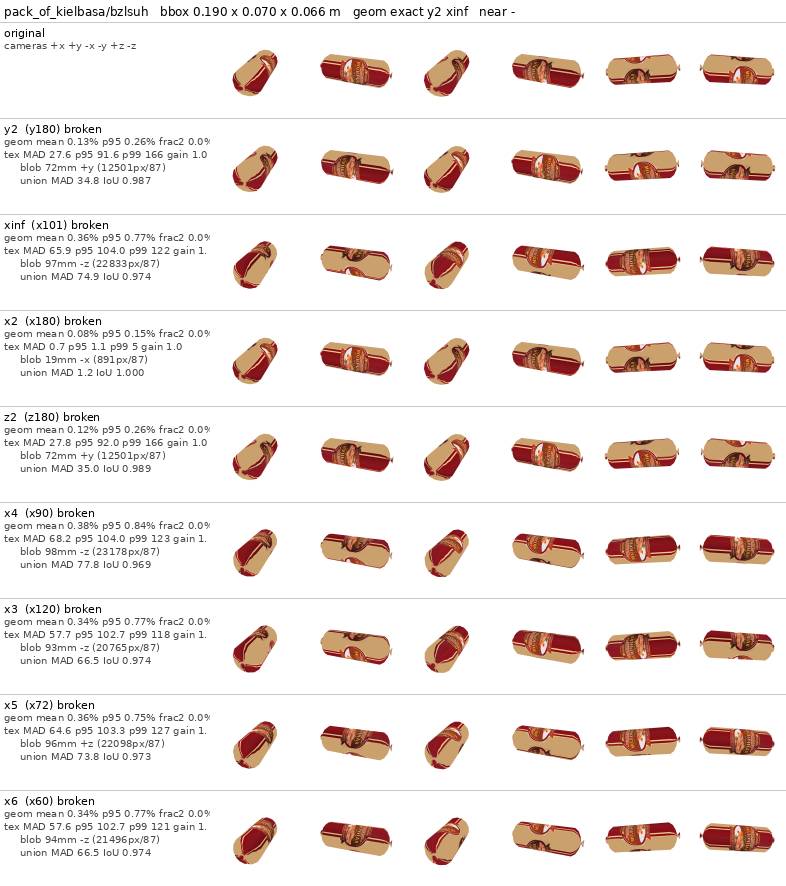 pack_of_kielbasa/bzlsuh bbox 0.190 x 0.070 x 0.066 m geom exact y2 xinf near -
original
cameras +x +y -x -y +z -z
y2 (y180) broken
geom mean 0.13% p95 0.26% frac2 0.0%
tex MAD 27.6 p95 91.6 p99 166 gain 1.0
blob 72mm +y (12501px/87)
union MAD 34.8 IoU 0.987
xinf (x101) broken
geom mean 0.36% p95 0.77% frac2 0.0%
tex MAD 65.9 p95 104.0 p99 122 gain 1.
blob 97mm -z (22833px/87)
union MAD 74.9 IoU 0.974
x2 (x180) broken
geom mean 0.08% p95 0.15% frac2 0.0%
tex MAD 0.7 p95 1.1 p99 5 gain 1.0
blob 19mm -x (891px/87)
union MAD 1.2 IoU 1.000
z2 (z180) broken
geom mean 0.12% p95 0.26% frac2 0.0%
tex MAD 27.8 p95 92.0 p99 166 gain 1.0
blob 72mm +y (12501px/87)
union MAD 35.0 IoU 0.989
x4 (x90) broken
geom mean 0.38% p95 0.84% frac2 0.0%
tex MAD 68.2 p95 104.0 p99 123 gain 1.
blob 98mm -z (23178px/87)
union MAD 77.8 IoU 0.969
x3 (x120) broken
geom mean 0.34% p95 0.77% frac2 0.0%
tex MAD 57.7 p95 102.7 p99 118 gain 1.
blob 93mm -z (20765px/87)
union MAD 66.5 IoU 0.974
x5 (x72) broken
geom mean 0.36% p95 0.75% frac2 0.0%
tex MAD 64.6 p95 103.3 p99 127 gain 1.
blob 96mm +z (22098px/87)
union MAD 73.8 IoU 0.973
x6 (x60) broken
geom mean 0.34% p95 0.77% frac2 0.0%
tex MAD 57.6 p95 102.7 p99 121 gain 1.
blob 94mm -z (21496px/87)
union MAD 66.5 IoU 0.974